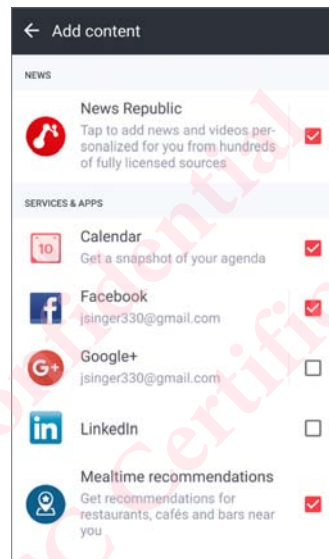 Add content
NEWS
News Republic
Tap to add news and videos per-
sonalized for you from hundreds
of fully licensed sources
SERVICES & APPS
10
Calendar
Get a snapshot of your agenda
f
Facebook
jsinger330@gmail.com
G+
Google+
jsinger330@gmail.com
in
LinkedIn
Mealtime recommendations
Get recommendations for
restaurants, cafés and bars near
you